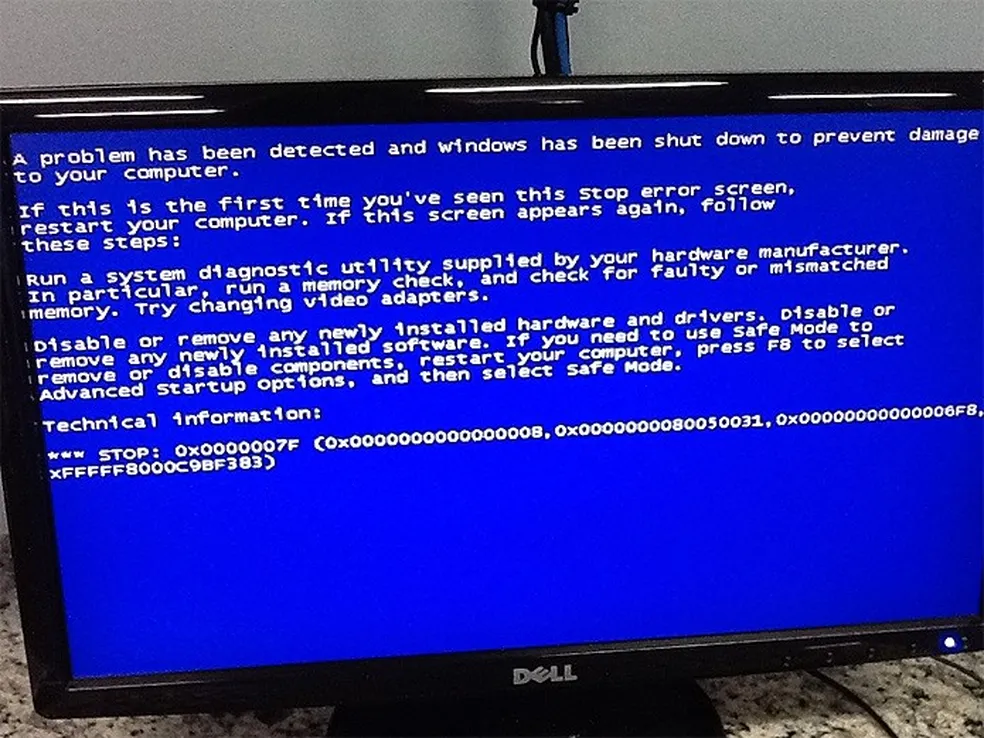 A problem has been detected and windows has been shut down to prevent damage
to your computer.
If this is the first time you've seen this Stop error screen,
restart your computer. If this screen appears again, follow
these steps:
Run a system diagnostic utility supplied by your hardware manufacturer.
In particular, run a memory check, and check for faulty or mismatched
memory. Try changing video adapters.
Disable or remove any newly installed hardware and drivers. Disable or
remove any newly installed software. If you need to use Safe Mode to
remove or disable components, restart your computer, press F8 to select
Advanced Startup Options, and then select Safe Mode.
Technical information:
*** STOP: 0x0000007F (0x0000000000000008,0x0000000080050031,0x00000000000006F8,
xFFFFF8000C9BF383)
DELL